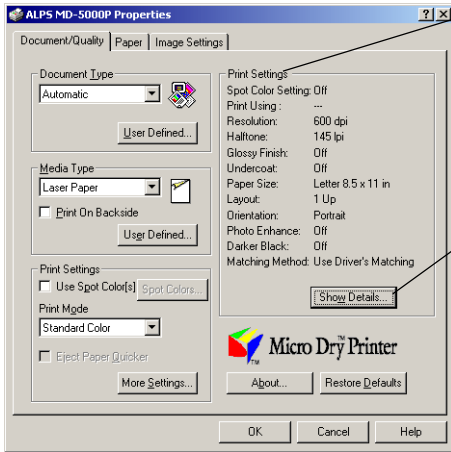 ALPS MD-5000P Properties
Document/Quality
Paper
Image Settings
Document Type
Automatic
User Defined...
Media Type
Laser Paper
Print On Backside
User Defined...
Print Settings
Use Spot Color[s]
Spot Colors...
Print Mode
Standard Color
Eject Paper Quicker
More Settings...
Print Settings
Spot Color Setting: Off
Print Using : ---
Resolution: 600 dpi
Halftone: 145 lpi
Glossy Finish: Off
Undercoat: Off
Paper Size: Letter 8.5 x 11 in
Layout: 1 Up
Orientation: Portrait
Photo Enhance: Off
Darker Black: Off
Matching Method: Use Driver's Matching
Show Details...
TM
Micro Dry™ Printer
About...
Restore Defaults
OK
Cancel
Help